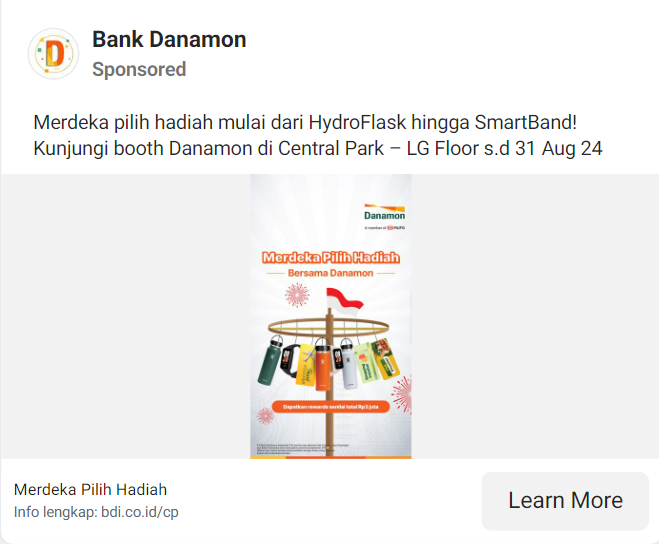 Bank Danamon
Sponsored
Merdeka pilih hadiah mulai dari HydroFlask hingga SmartBand!
Kunjungi booth Danamon di Central Park – LG Floor s.d 31 Aug 24
Danamon
A member of MUFG
Merdeka Pilih Hadiah
Bersama Danamon
Dapatkan rewards senilai total Rp3 juta
Merdeka Pilih Hadiah
Info lengkap: bdi.co.id/cp
Learn More